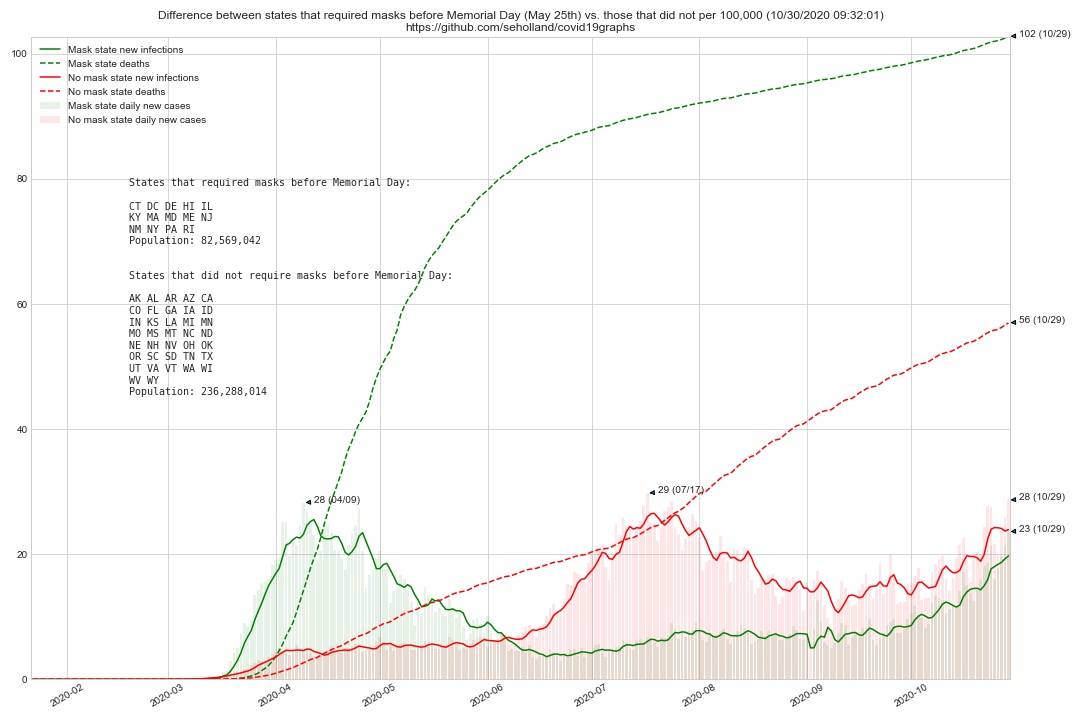 Difference between states that required masks before Memorial Day (May 25th) vs. those that did not per 100,000 (10/30/2020 09:32:01)
https://github.com/seholland/covid19graphs
Mask state new infections
Mask state deaths
No mask state new infections
No mask state deaths
Mask state daily new cases
No mask state daily new cases
102 (10/29)
100
80
60
40
20
0
States that required masks before Memorial Day:
CT DC DE HI IL
KY MA MD ME NJ
NM NY PA RI
Population: 82,569,042
States that did not require masks before Memorial Day:
AK AL AR AZ CA
CO FL GA IA ID
IN KS LA MI MN
MO MS MT NC ND
NE NH NV OH OK
OR SC SD TN TX
UT VA VT WA WI
WV WY
Population: 236,288,014
56 (10/29)
28 (04/09)
29 (07/17)
28 (10/29)
23 (10/29)
2020-02
2020-03
2020-04
2020-05
2020-06
2020-07
2020-08
2020-09
2020-10